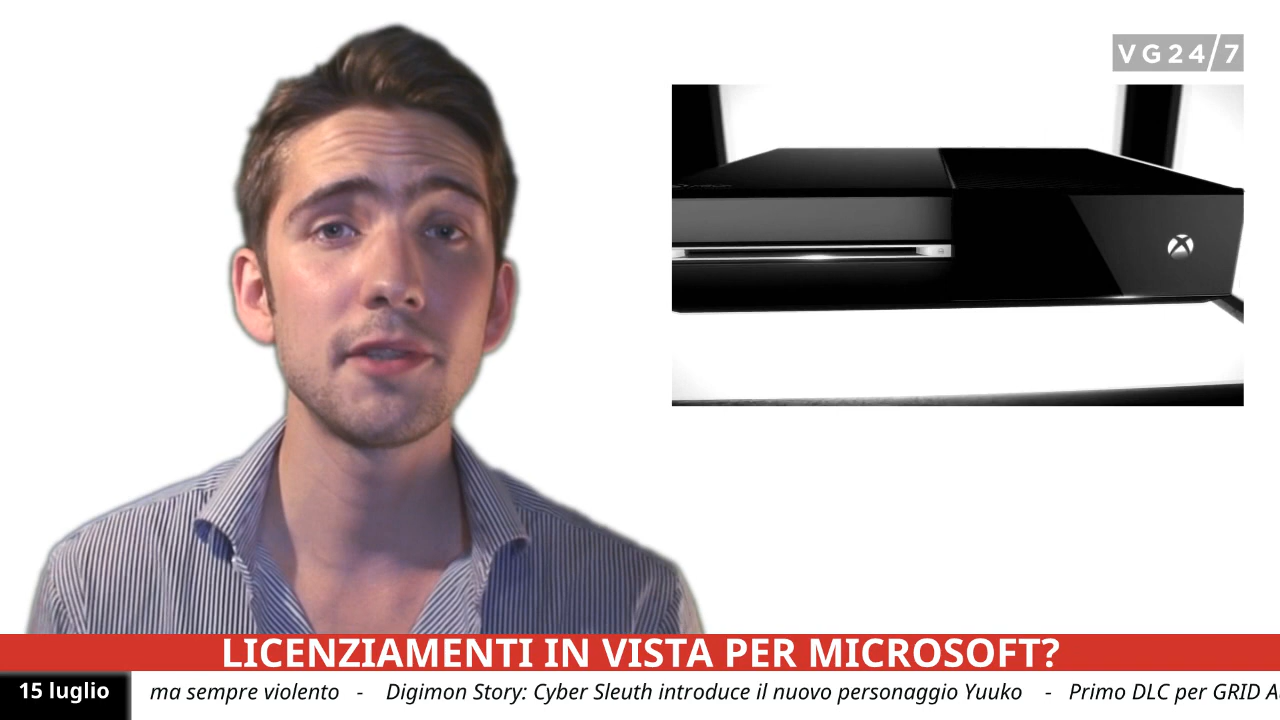 VG24/7
LICENZIAMENTI IN VISTA PER MICROSOFT?
15 luglio
ma sempre violento - Digimon Story: Cyber Sleuth introduce il nuovo personaggio Yuuko - Primo DLC per GRID